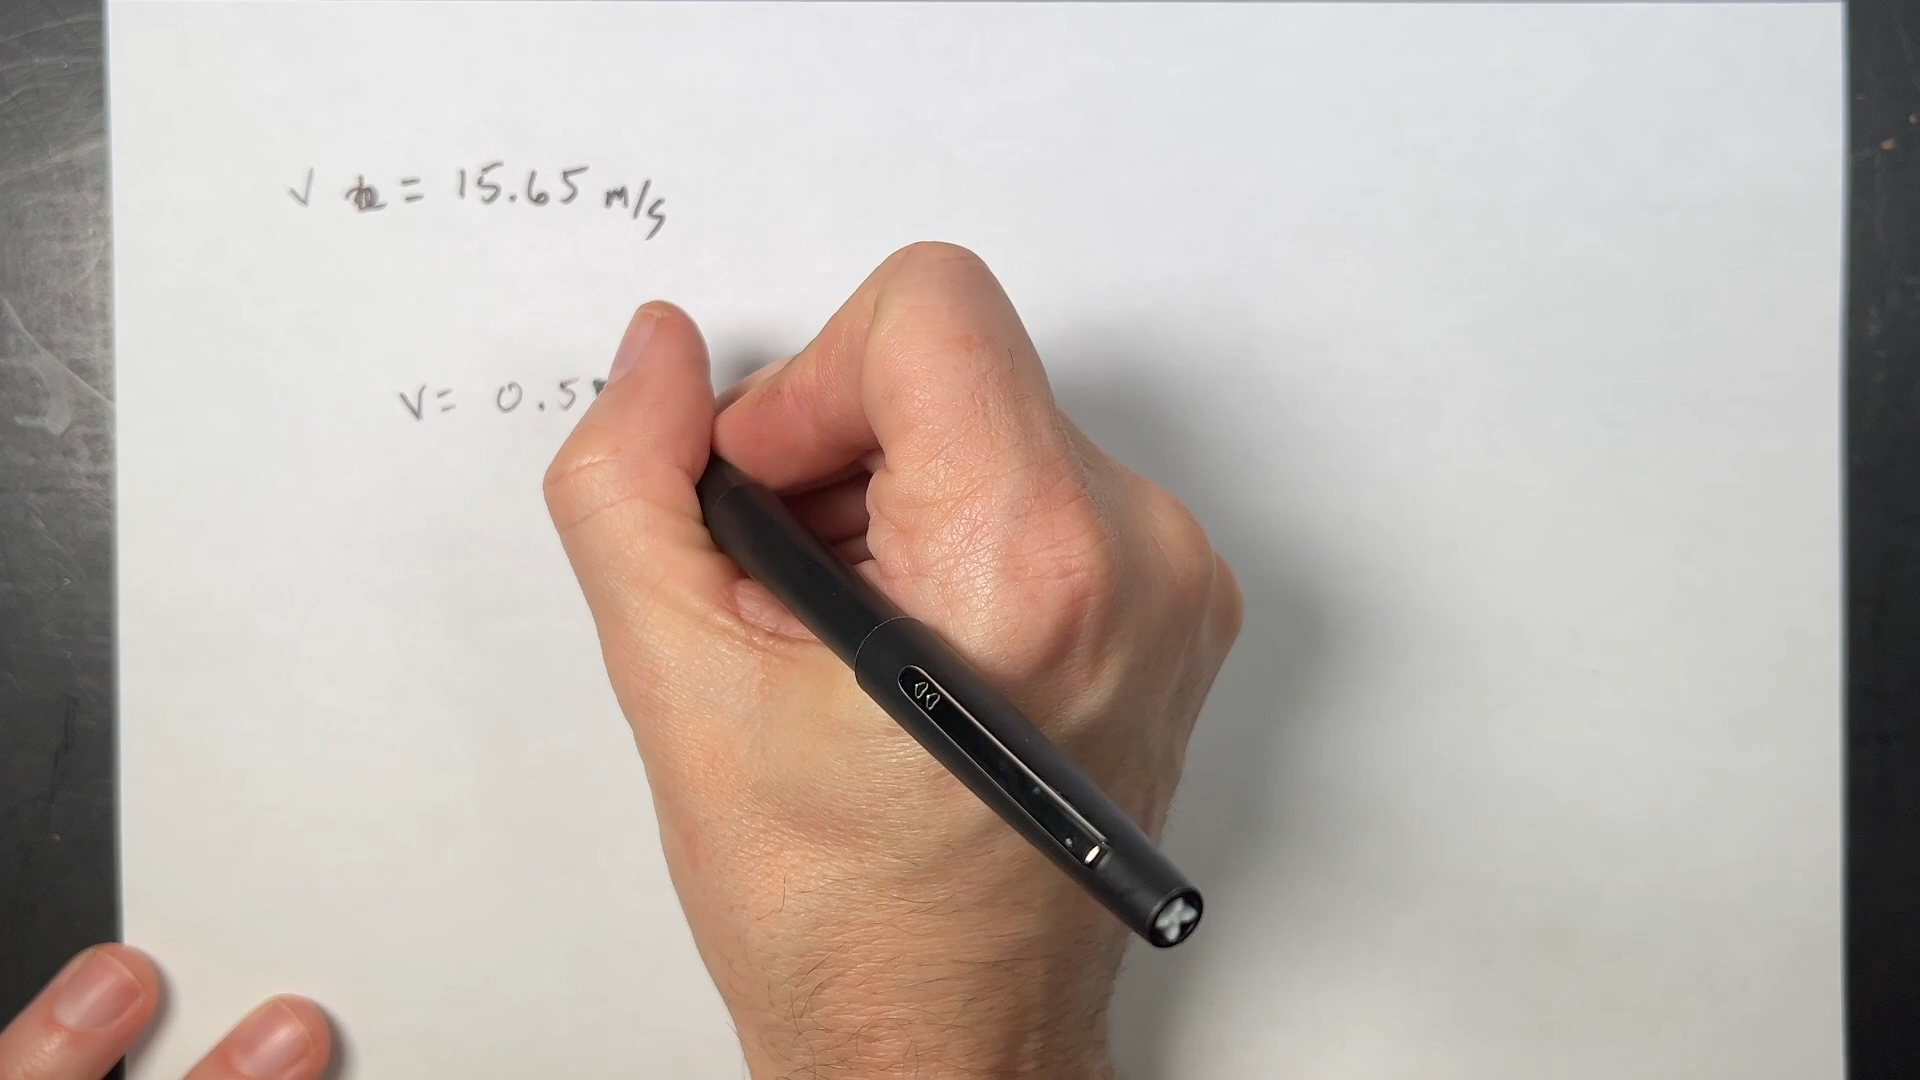 v = 15.65 m/s
v = 0.5